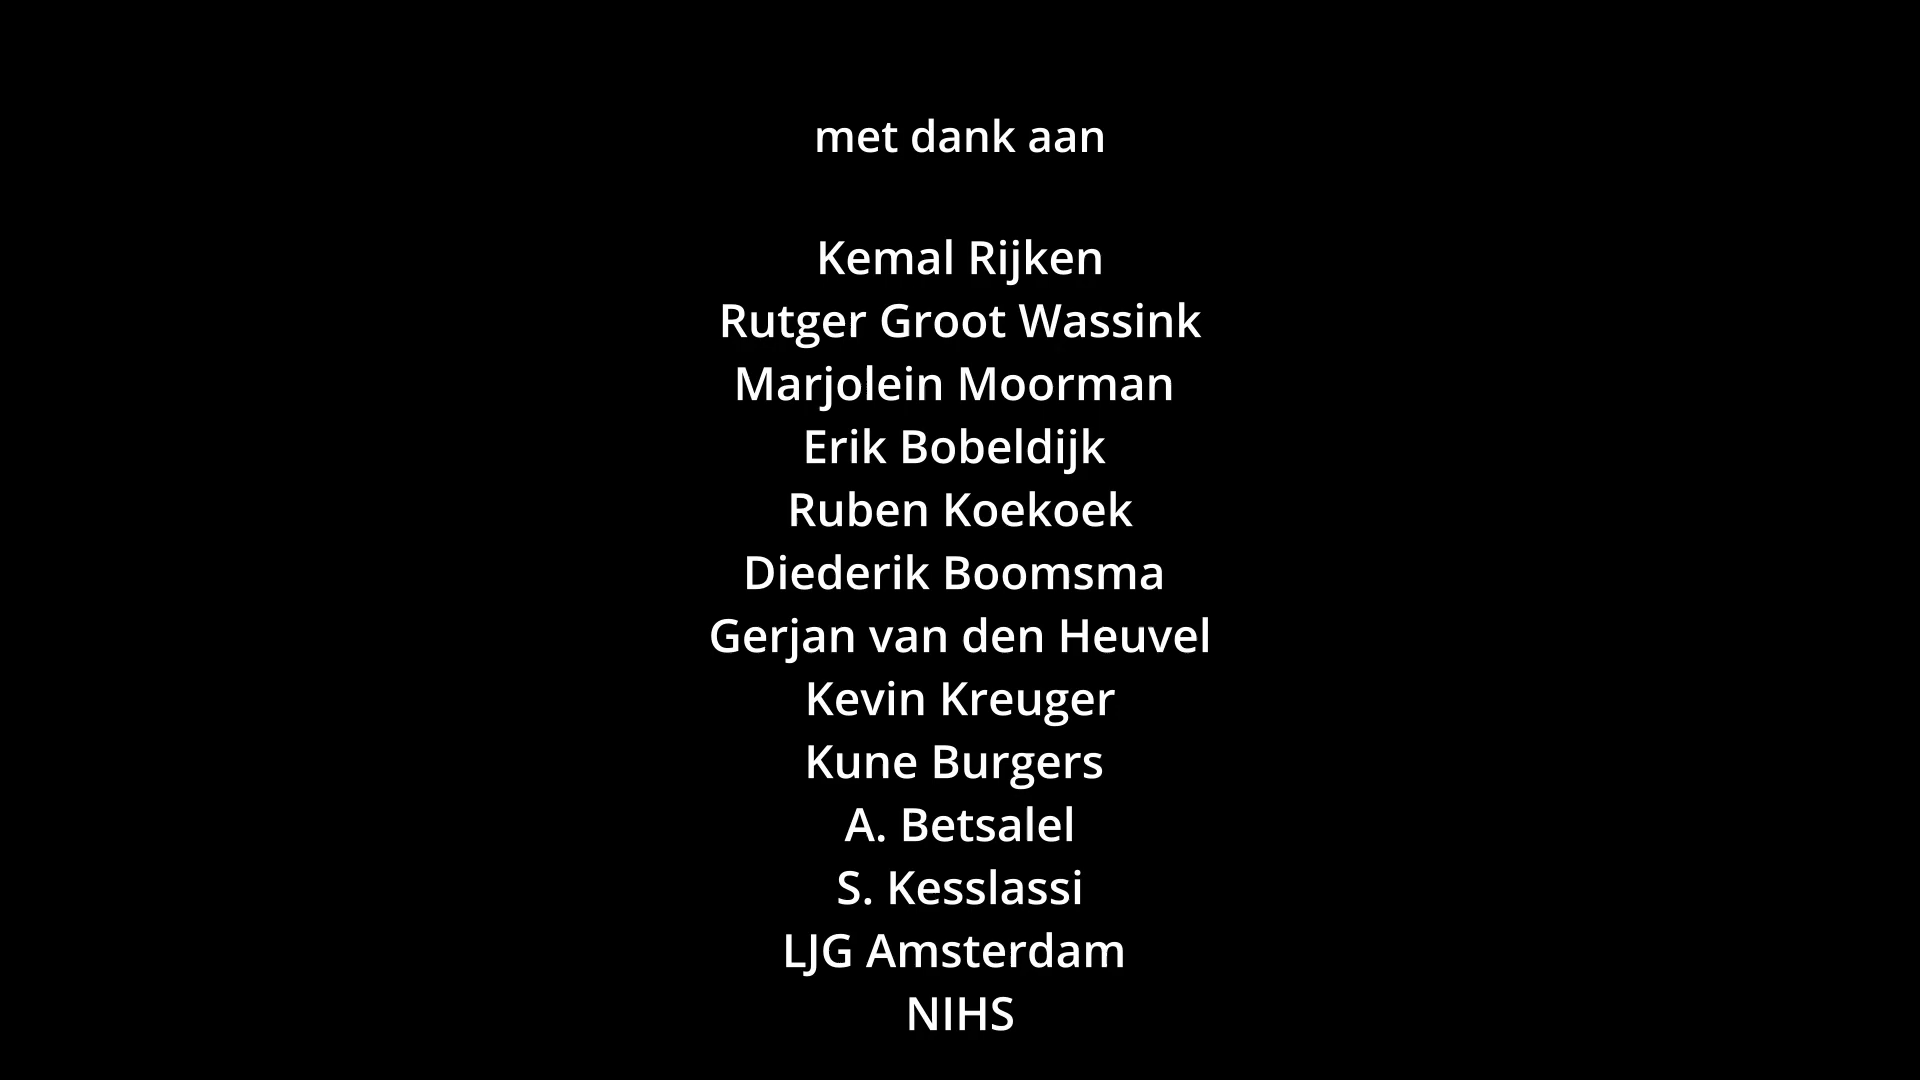 met dank aan
Kemal Rijken
Rutger Groot Wassink
Marjolein Moorman
Erik Bobeldijk
Ruben Koekoek
Diederik Boomsma
Gerjan van den Heuvel
Kevin Kreuger
Kune Burgers
A. Betsalel
S. Kesslassi
LJG Amsterdam
NIHS